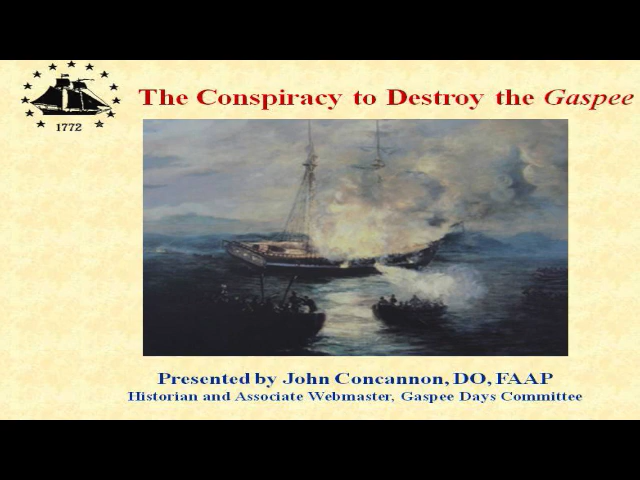 The Conspiracy to Destroy the Gaspee
1772
Presented by John Concannon, DO, FAAP
Historian and Associate Webmaster, Gaspee Days Committee